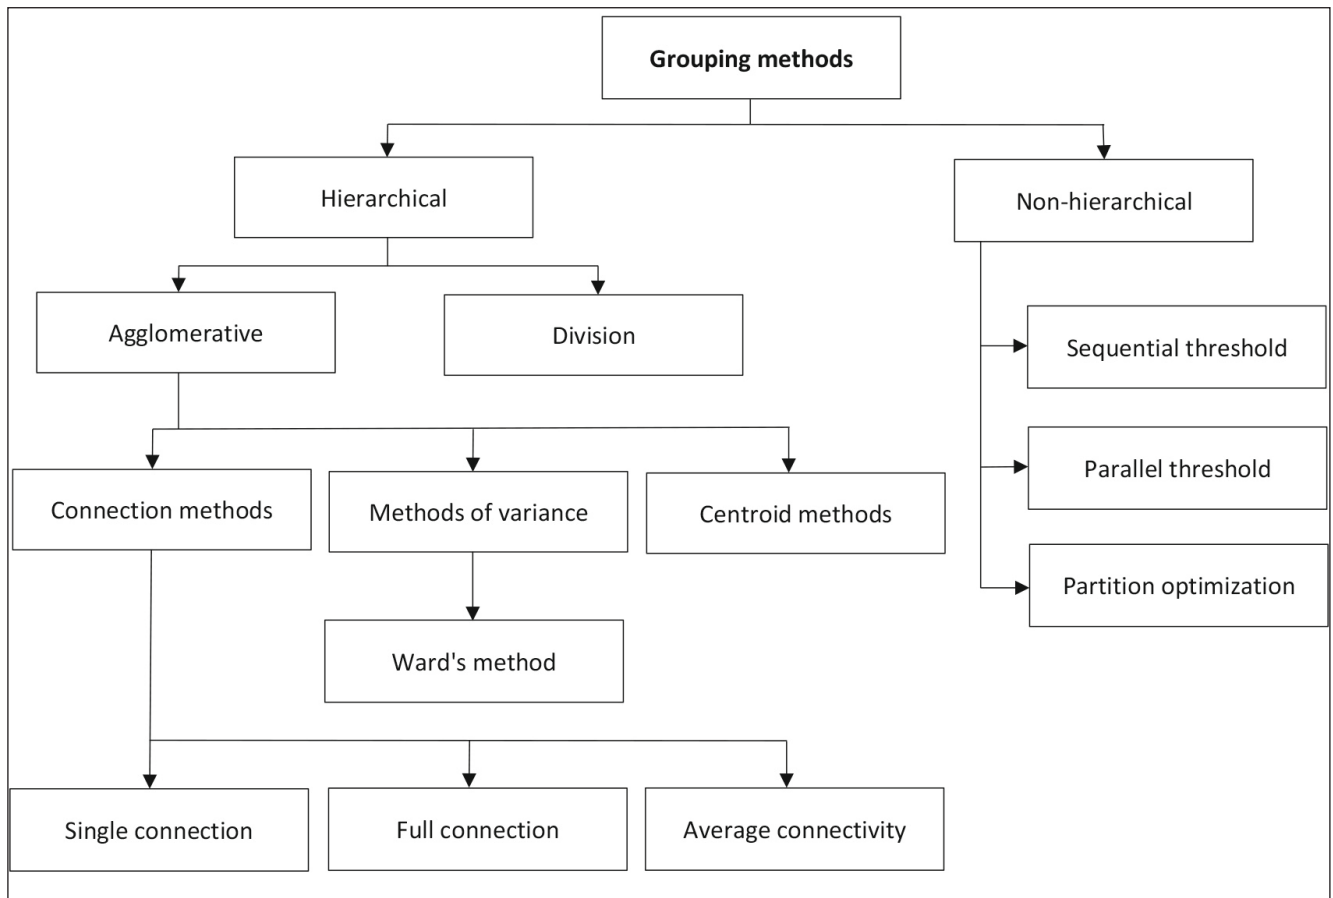 Grouping methods
Hierarchical
Non-hierarchical
Agglomerative
Division
Sequential threshold
Parallel threshold
Connection methods
Methods of variance
Centroid methods
Partition optimization
Ward's method
Single connection
Full connection
Average connectivity